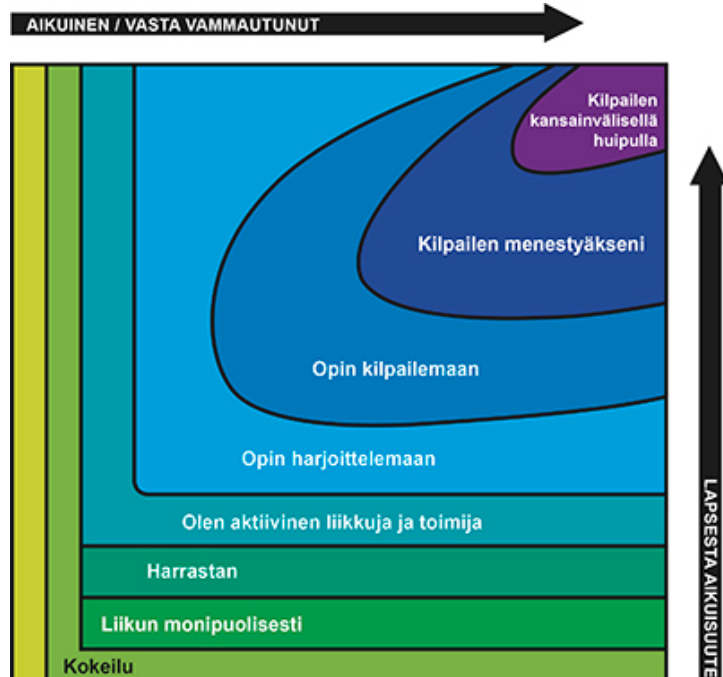 AIKUINEN / VASTA VAMMAUTUNUT
Kilpailen
kansainvälisellä
huipulla
Kilpailen menestyäkseni
Opin kilpailemaan
Opin harjoittelemaan
Olen aktiivinen liikkuja ja toimija
Harrastan
Liikun monipuolisesti
Kokeilu
LAPSESTA AIKUISUUTE